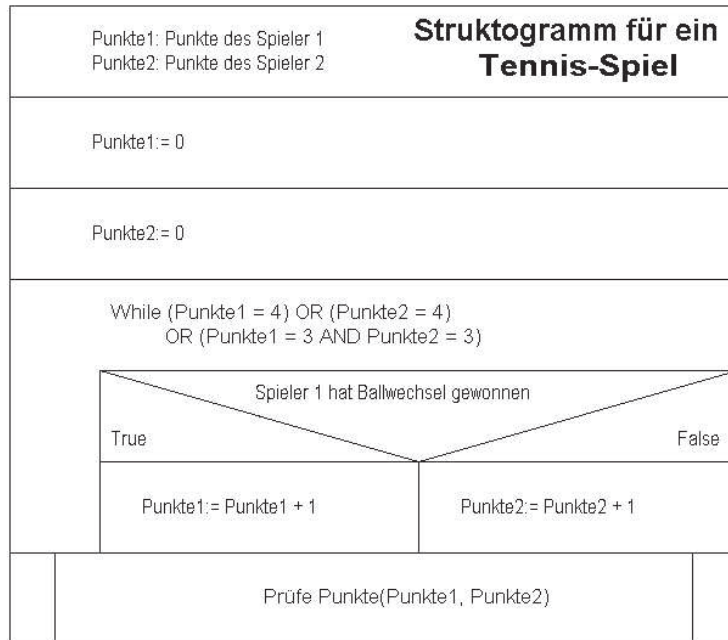 Struktogramm für ein
Tennis-Spiel
Punkte1: Punkte des Spieler 1
Punkte2: Punkte des Spieler 2
Punkte1:= 0
Punkte2:= 0
While (Punkte1 = 4) OR (Punkte2 = 4)
OR (Punkte1 = 3 AND Punkte2 = 3)
Spieler 1 hat Ballwechsel gewonnen
True
False
Punkte1:= Punkte1 + 1
Punkte2:= Punkte2 + 1
Prüfe Punkte(Punkte1, Punkte2)